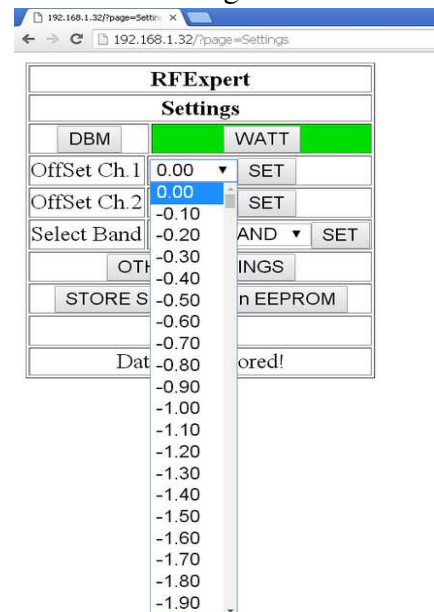 192.168.1.32/?page=Settin
192.168.1.32/?page=Settings
RFExpert
Settings
DBM WATT
OffSet Ch.1 0.00 SET
OffSet Ch.2 SET
Select Band AND SET
OTH INGS
STORE S n EEPROM
Dat ored!
0.00
-0.10
-0.20
-0.30
-0.40
-0.50
-0.60
-0.70
-0.80
-0.90
-1.00
-1.10
-1.20
-1.30
-1.40
-1.50
-1.60
-1.70
-1.80
-1.90